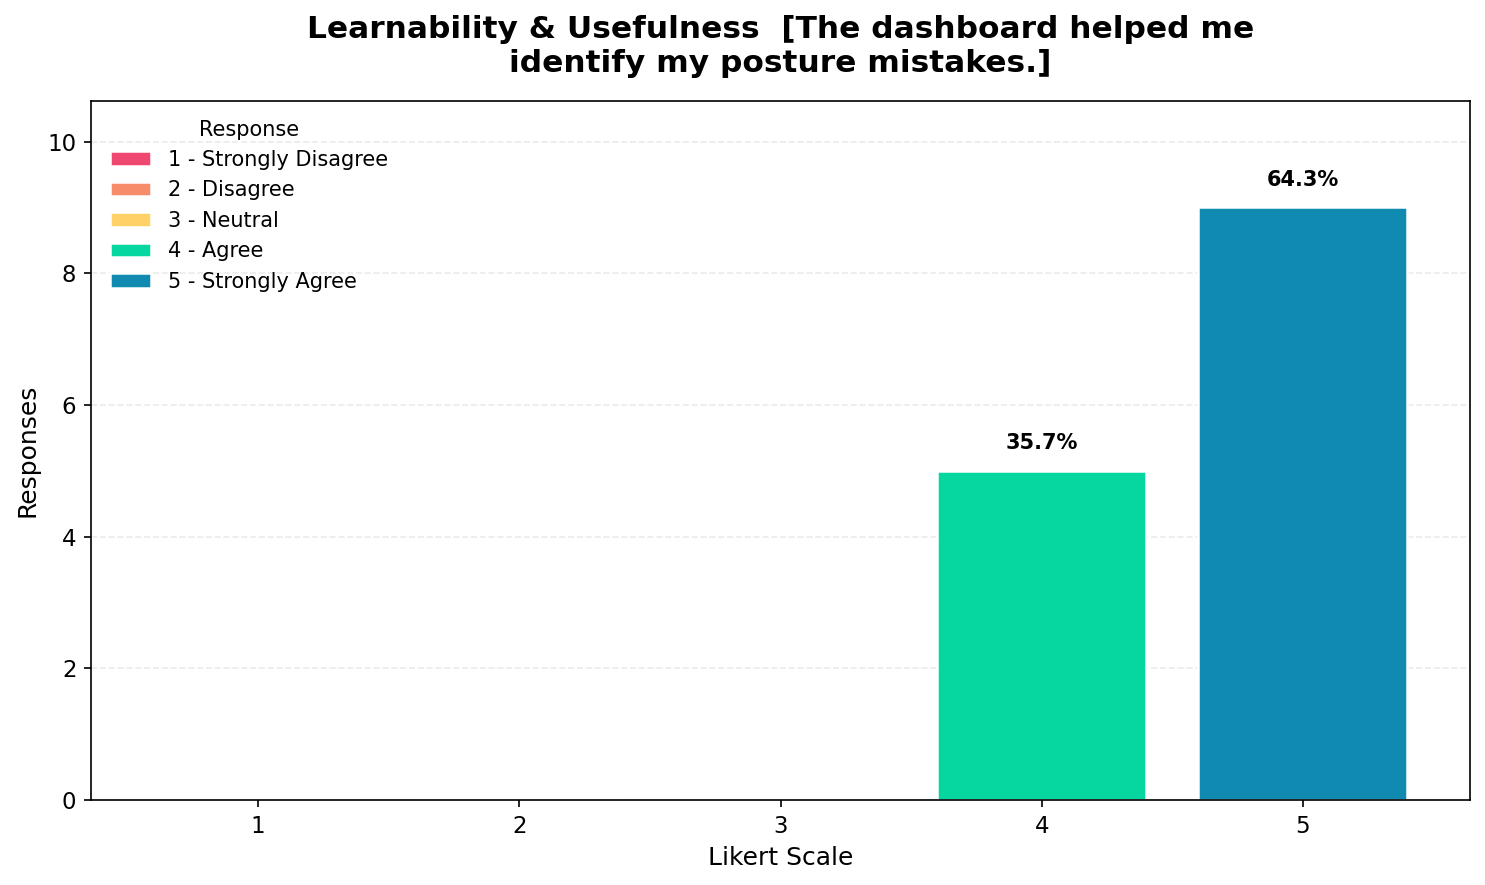 Learnability & Usefulness  [The dashboard helped me
identify my posture mistakes.]
Response
1 - Strongly Disagree
2 - Disagree
3 - Neutral
4 - Agree
5 - Strongly Agree
64.3%
35.7%
Responses
10
8
6
4
2
0
1 2 3 4 5
Likert Scale